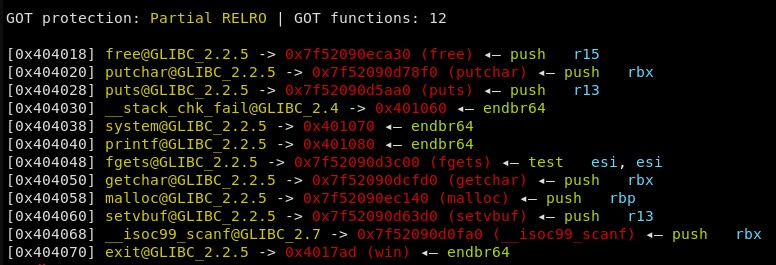 GOT protection: Partial RELRO | GOT functions: 12
[0x404018] free@GLIBC_2.2.5 -> 0x7f52090eca30 (free) ◂— push   r15
[0x404020] putchar@GLIBC_2.2.5 -> 0x7f52090d78f0 (putchar) ◂— push   rbx
[0x404028] puts@GLIBC_2.2.5 -> 0x7f52090d5aa0 (puts) ◂— push   r13
[0x404030] __stack_chk_fail@GLIBC_2.4 -> 0x401060 ◂— endbr64
[0x404038] system@GLIBC_2.2.5 -> 0x401070 ◂— endbr64
[0x404040] printf@GLIBC_2.2.5 -> 0x401080 ◂— endbr64
[0x404048] fgets@GLIBC_2.2.5 -> 0x7f52090d3c00 (fgets) ◂— test   esi, esi
[0x404050] getchar@GLIBC_2.2.5 -> 0x7f52090dcfd0 (getchar) ◂— push   rbx
[0x404058] malloc@GLIBC_2.2.5 -> 0x7f52090ec140 (malloc) ◂— push   rbp
[0x404060] setvbuf@GLIBC_2.2.5 -> 0x7f52090d63d0 (setvbuf) ◂— push   r13
[0x404068] __isoc99_scanf@GLIBC_2.7 -> 0x7f52090d0fa0 (__isoc99_scanf) ◂— push   rbx
[0x404070] exit@GLIBC_2.2.5 -> 0x4017ad (win) ◂— endbr64